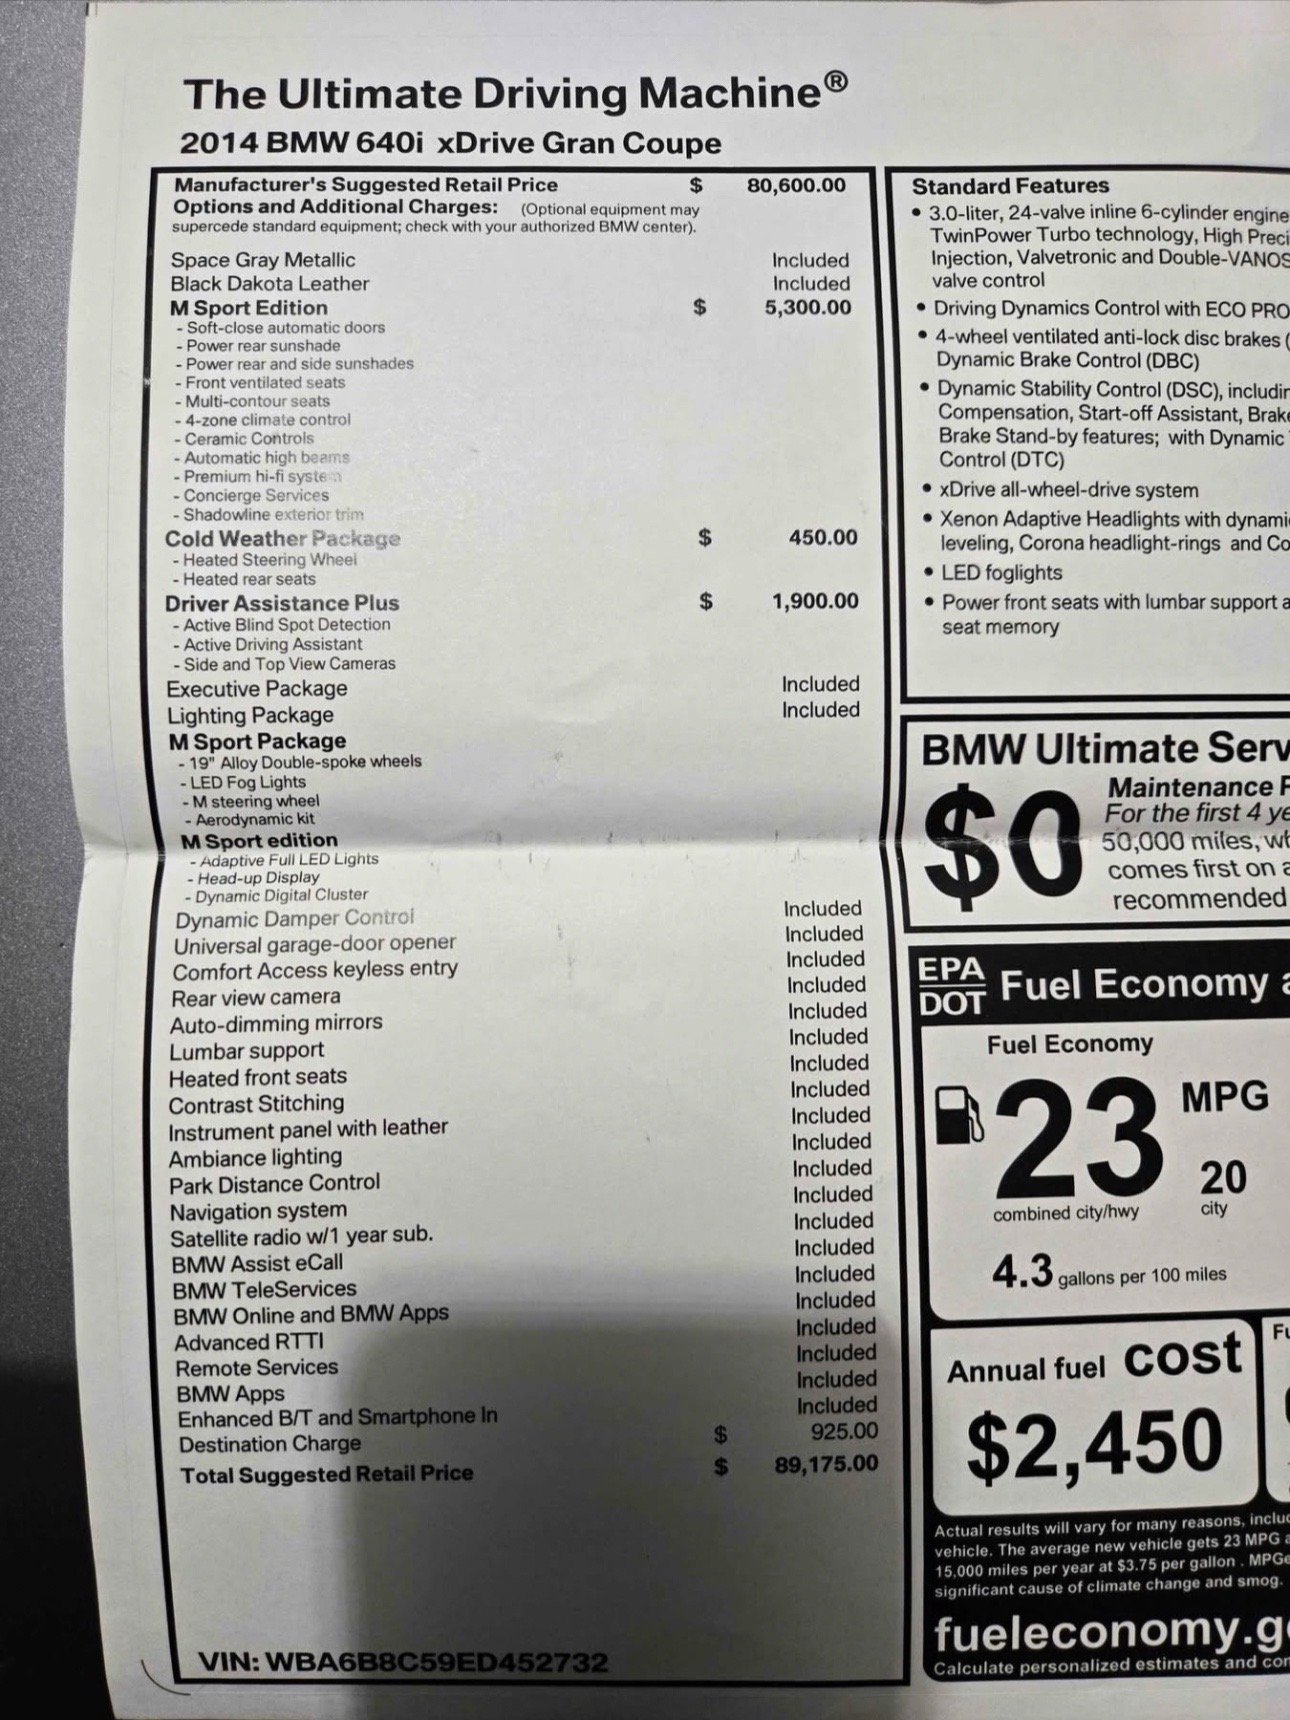 The Ultimate Driving Machine®
2014 BMW 640i xDrive Gran Coupe
Manufacturer's Suggested Retail Price $ 80,600.00
Options and Additional Charges: (Optional equipment may
supercede standard equipment; check with your authorized BMW center).
Space Gray Metallic Included
Black Dakota Leather Included
M Sport Edition $ 5,300.00
- Soft-close automatic doors
- Power rear sunshade
- Power rear and side sunshades
- Front ventilated seats
- Multi-contour seats
- 4-zone climate control
- Ceramic Controls
- Automatic high beams
- Premium hi-fi system
- Concierge Services
- Shadowline exterior trim
Cold Weather Package $ 450.00
- Heated Steering Wheel
- Heated rear seats
Driver Assistance Plus $ 1,900.00
- Active Blind Spot Detection
- Active Driving Assistant
- Side and Top View Cameras
Executive Package Included
Lighting Package Included
M Sport Package
- 19" Alloy Double-spoke wheels
- LED Fog Lights
- M steering wheel
- Aerodynamic kit
M Sport edition
- Adaptive Full LED Lights
- Head-up Display
- Dynamic Digital Cluster
Dynamic Damper Control Included
Universal garage-door opener Included
Comfort Access keyless entry Included
Rear view camera Included
Auto-dimming mirrors Included
Lumbar support Included
Heated front seats Included
Contrast Stitching Included
Instrument panel with leather Included
Ambiance lighting Included
Park Distance Control Included
Navigation system Included
Satellite radio w/1 year sub. Included
BMW Assist eCall Included
BMW TeleServices Included
BMW Online and BMW Apps Included
Advanced RTTI Included
Remote Services Included
BMW Apps Included
Enhanced B/T and Smartphone In Included
Destination Charge $ 925.00
Total Suggested Retail Price $ 89,175.00
VIN: WBA6B8C59ED452732
Standard Features
• 3.0-liter, 24-valve inline 6-cylinder engine
TwinPower Turbo technology, High Preci
Injection, Valvetronic and Double-VANOS
valve control
• Driving Dynamics Control with ECO PRO
• 4-wheel ventilated anti-lock disc brakes (
Dynamic Brake Control (DBC)
• Dynamic Stability Control (DSC), includin
Compensation, Start-off Assistant, Brake
Brake Stand-by features; with Dynamic
Control (DTC)
• xDrive all-wheel-drive system
• Xenon Adaptive Headlights with dynami
leveling, Corona headlight-rings and Co
• LED foglights
• Power front seats with lumbar support a
seat memory
BMW Ultimate Serv
$0
Maintenance
For the first 4 ye
50,000 miles, wh
comes first on a
recommended
EPA
DOT
Fuel Economy a
Fuel Economy
23 MPG
20
combined city/hwy city
4.3 gallons per 100 miles
Annual fuel cost
$2,450
Fu
Actual results will vary for many reasons, includ
vehicle. The average new vehicle gets 23 MPG a
15,000 miles per year at $3.75 per gallon . MPGe
significant cause of climate change and smog.
fueleconomy.go
Calculate personalized estimates and con